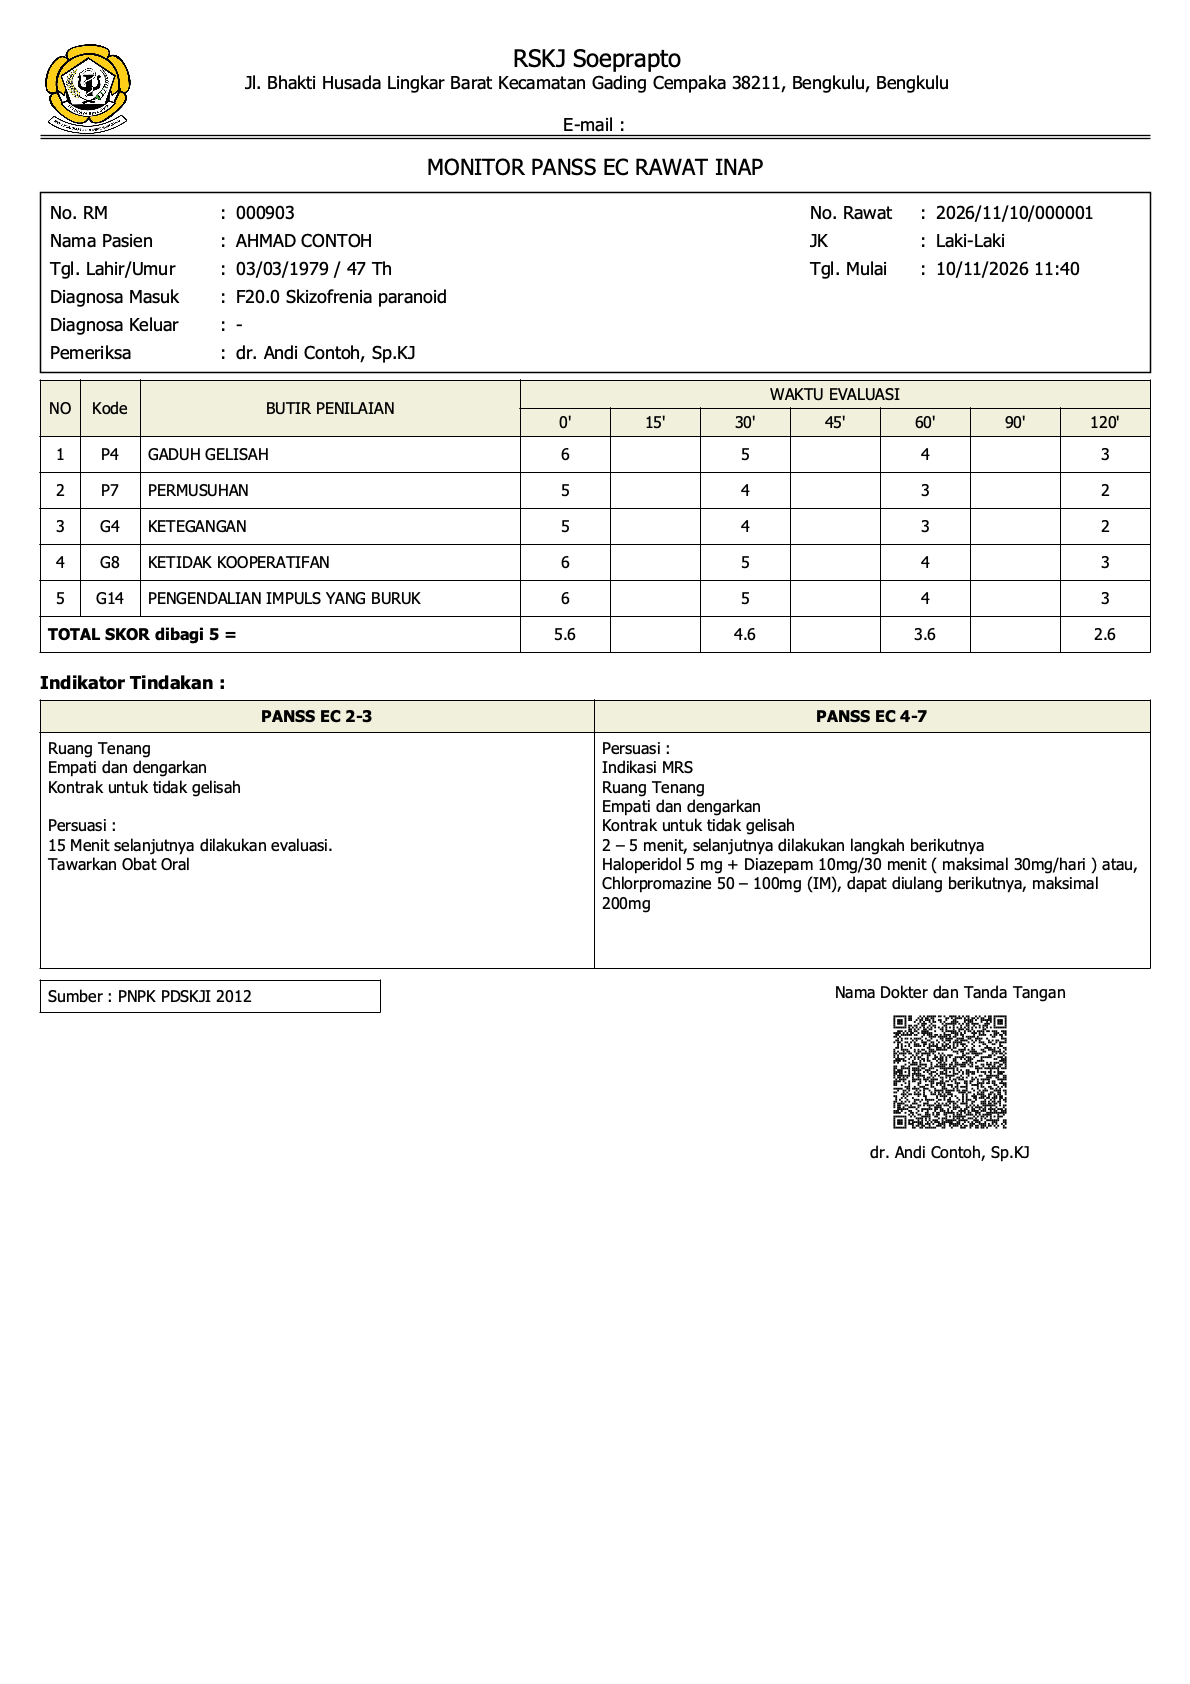 RSKJ Soeprapto
Jl. Bhakti Husada Lingkar Barat Kecamatan Gading Cempaka 38211, Bengkulu, Bengkulu
E-mail :
MONITOR PANSS EC RAWAT INAP
No. RM : 000903 No. Rawat : 2026/11/10/000001
Nama Pasien : AHMAD CONTOH JK : Laki-Laki
Tgl. Lahir/Umur : 03/03/1979 / 47 Th Tgl. Mulai : 10/11/2026 11:40
Diagnosa Masuk : F20.0 Skizofrenia paranoid
Diagnosa Keluar : -
Pemeriksa : dr. Andi Contoh, Sp.KJ
NO Kode BUTIR PENILAIAN WAKTU EVALUASI
0' 15' 30' 45' 60' 90' 120'
1 P4 GADUH GELISAH 6 5 4 3
2 P7 PERMUSUHAN 5 4 3 2
3 G4 KETEGANGAN 5 4 3 2
4 G8 KETIDAK KOOPERATIFAN 6 5 4 3
5 G14 PENGENDALIAN IMPULS YANG BURUK 6 5 4 3
TOTAL SKOR dibagi 5 = 5.6 4.6 3.6 2.6
Indikator Tindakan :
PANSS EC 2-3
Ruang Tenang
Empati dan dengarkan
Kontrak untuk tidak gelisah
Persuasi :
15 Menit selanjutnya dilakukan evaluasi.
Tawarkan Obat Oral
PANSS EC 4-7
Persuasi :
Indikasi MRS
Ruang Tenang
Empati dan dengarkan
Kontrak untuk tidak gelisah
2 – 5 menit, selanjutnya dilakukan langkah berikutnya
Haloperidol 5 mg + Diazepam 10mg/30 menit ( maksimal 30mg/hari ) atau,
Chlorpromazine 50 – 100mg (IM), dapat diulang berikutnya, maksimal
200mg
Sumber : PNPK PDSKJI 2012
Nama Dokter dan Tanda Tangan
dr. Andi Contoh, Sp.KJ